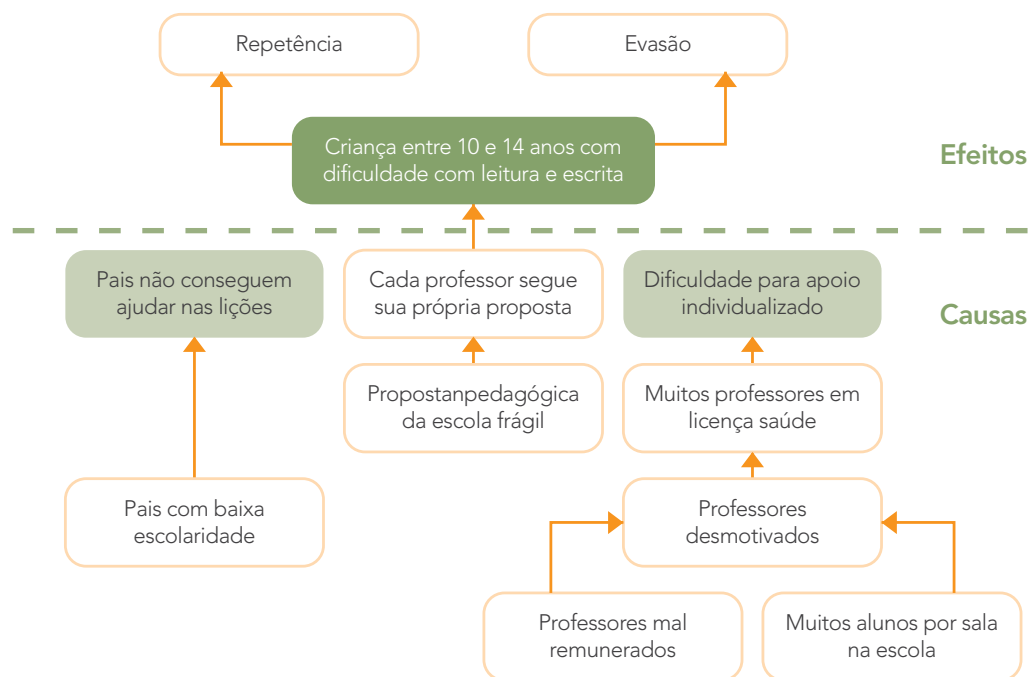 Repetência
Evasão
Criança entre 10 e 14 anos com
dificuldade com leitura e escrita
Efeitos
Pais não conseguem
ajudar nas lições
Cada professor segue
sua própria proposta
Dificuldade para apoio
individualizado
Causas
Propostanpedagógica
da escola frágil
Muitos professores em
licença saúde
Pais com baixa
escolaridade
Professores
desmotivados
Professores mal
remunerados
Muitos alunos por sala
na escola